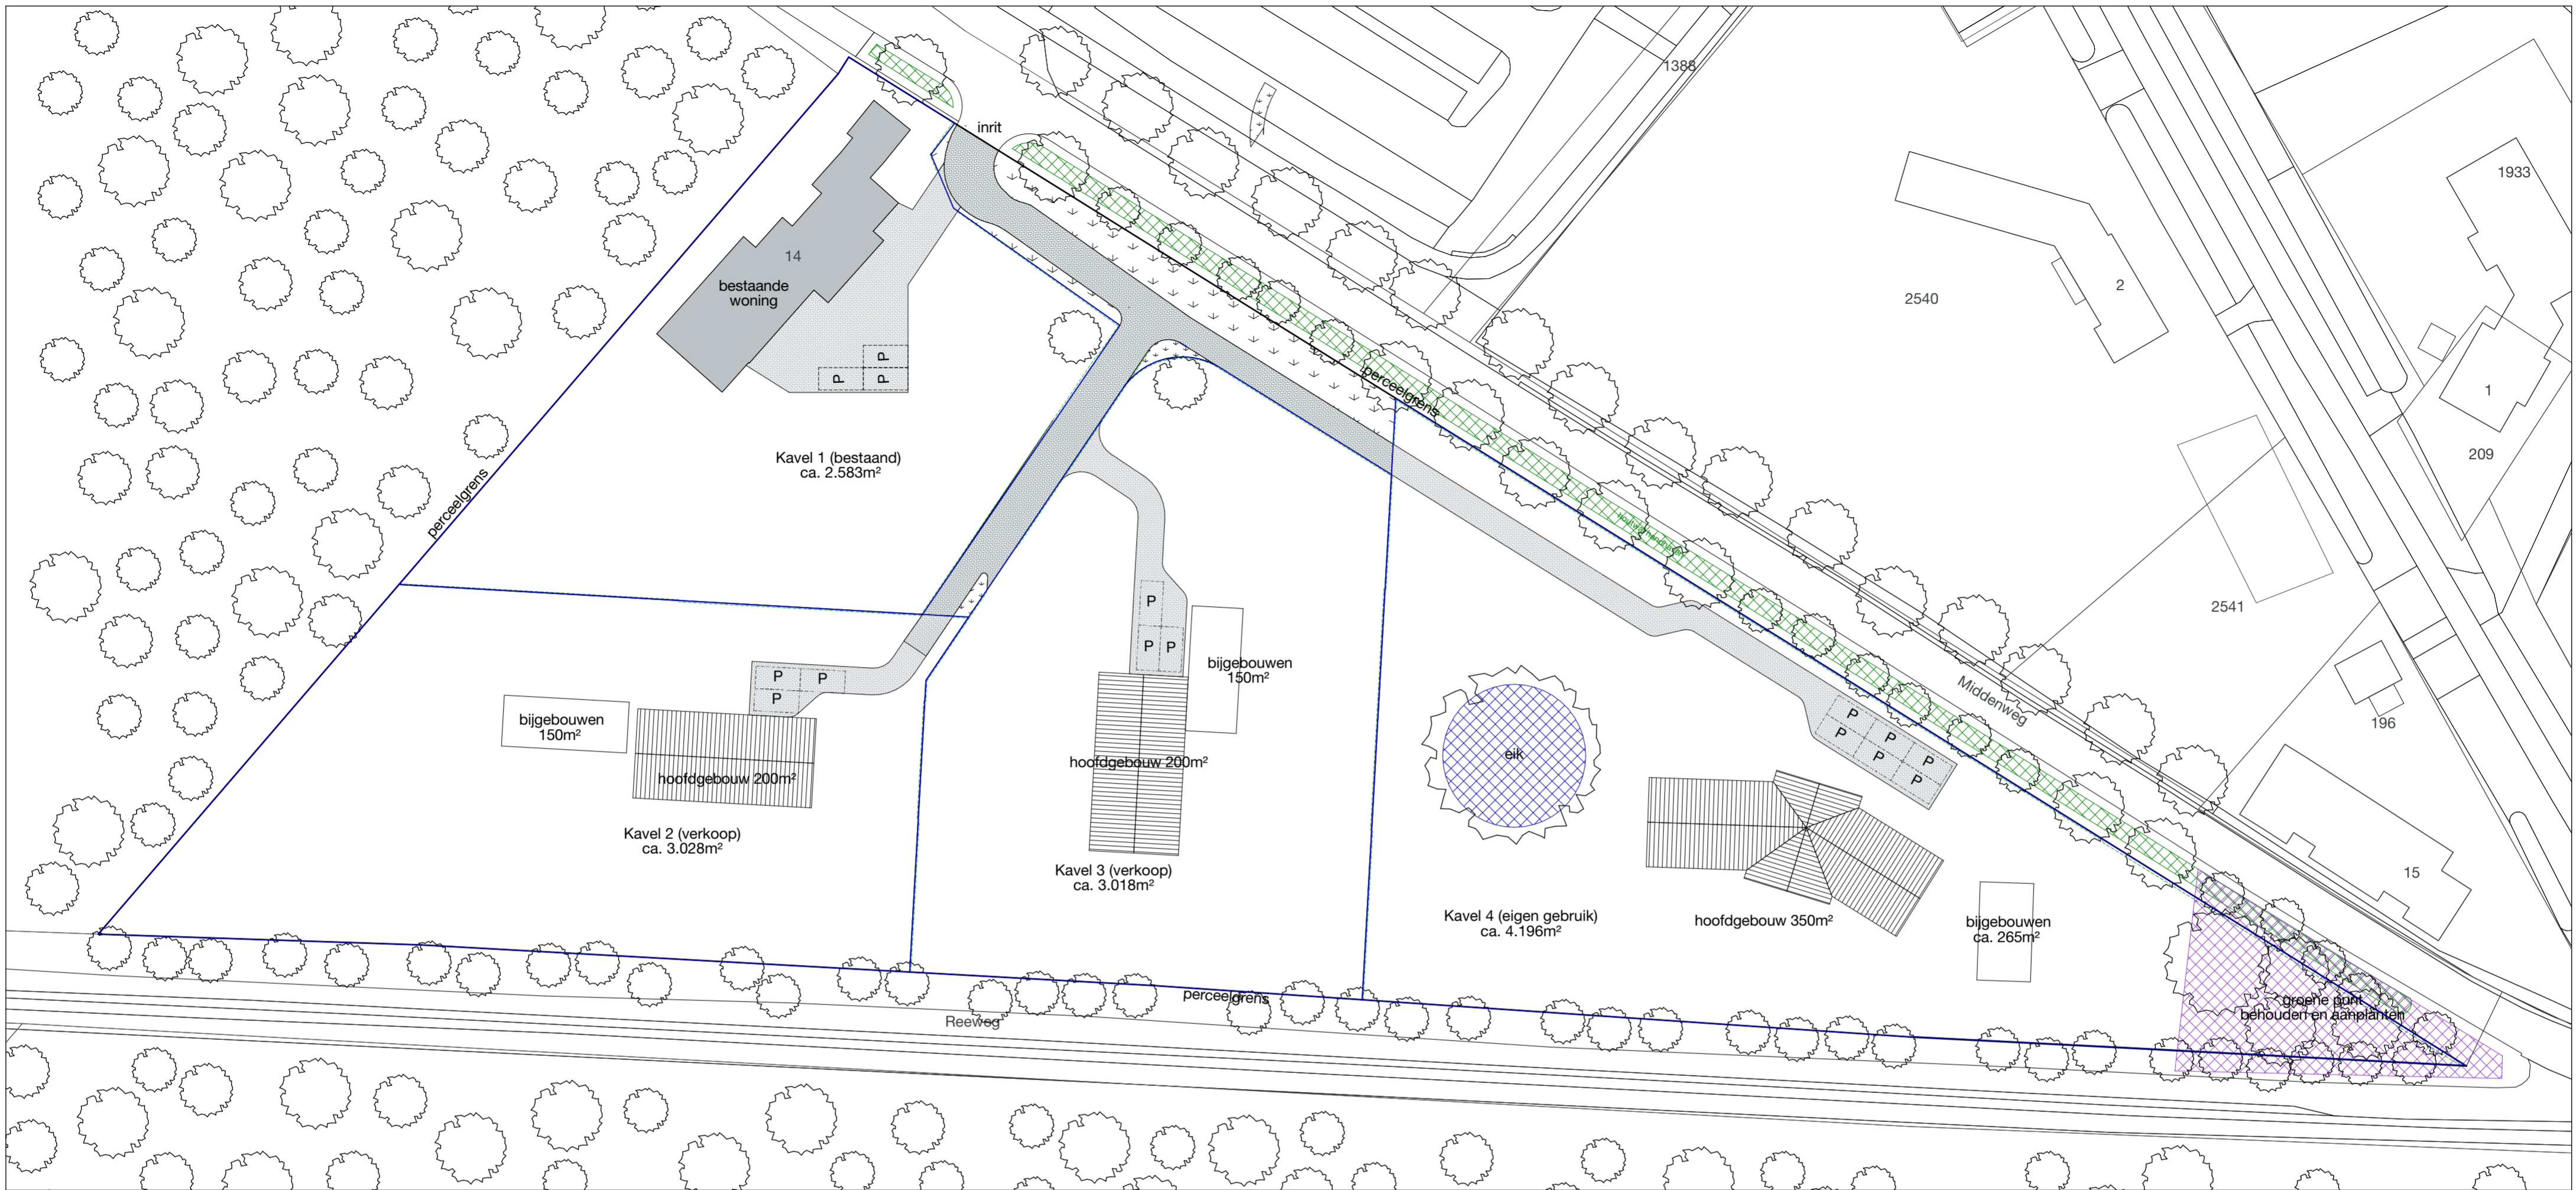 1388
1933
inrit
14
bestaande
woning
2540
2
P
P
P
perceelgrens
1
209
Kavel 1 (bestaand)
ca. 2.583m²
perceelgrens
P
P
P
2541
bijgebouwen
150m²
P
P
P
Middenweg
bijgebouwen
150m²
196
P
P
P
P
P
P
hoofdgebouw 200m²
hoofdgebouw 200m²
eik
Kavel 2 (verkoop)
ca. 3.028m²
Kavel 3 (verkoop)
ca. 3.018m²
15
Kavel 4 (eigen gebruik)
ca. 4.196m²
hoofdgebouw 350m²
bijgebouwen
ca. 265m²
perceelgrens
Reeweg
groene punt
behouden en aanplanten